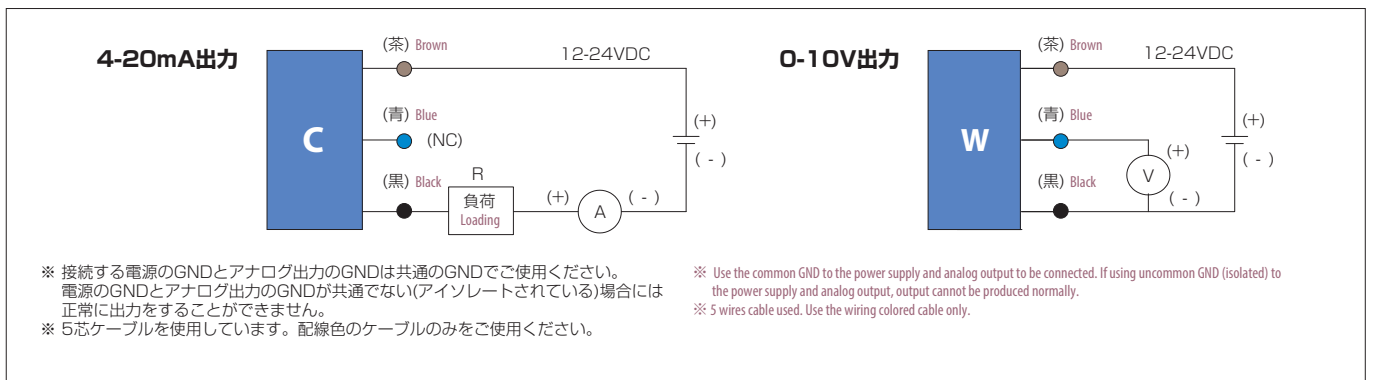 4-20mA出力
(茶) Brown
12-24VDC
C
(青) Blue
(NC)
(+)
( - )
(黒) Black
R
負荷
Loading
(+)
A
( - )
0-10V出力
(茶) Brown
12-24VDC
W
(青) Blue
(+)
( - )
(黒) Black
V
(+)
( - )
※ 接続する電源のGNDとアナログ出力のGNDは共通のGNDでご使用ください。
電源のGNDとアナログ出力のGNDが共通でない(アイソレートされている)場合には
正常に出力をすることができません。
※ 5芯ケーブルを使用しています。配線色のケーブルのみをご使用ください。
※ Use the common GND to the power supply and analog output to be connected. If using uncommon GND (isolated) to
the power supply and analog output, output cannot be produced normally.
※ 5 wires cable used. Use the wiring colored cable only.